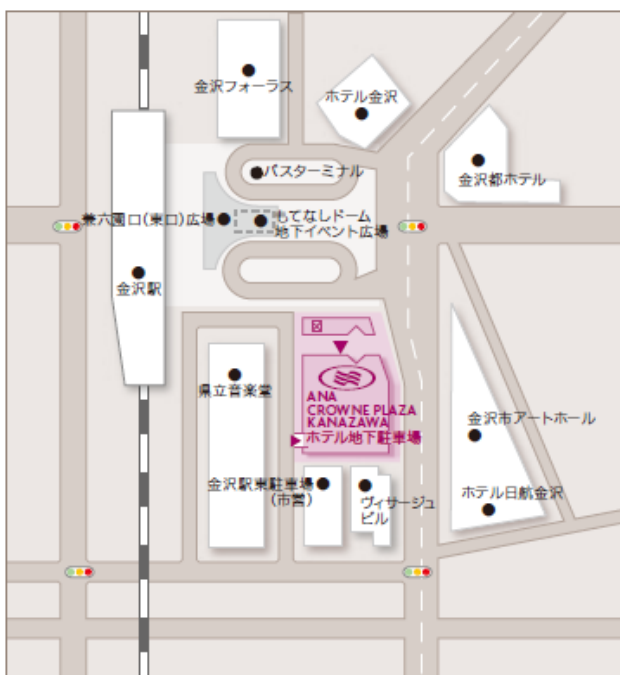 金沢フォーラス
ホテル金沢
バスターミナル
金沢都ホテル
兼六園口(東口)広場
もてなしドーム
地下イベント広場
金沢駅
県立音楽堂
ANA
CROWNE PLAZA
KANAZAWA
ホテル地下駐車場
金沢市アートホール
金沢駅東駐車場
(市営)
ヴィサージュ
ビル
ホテル日航金沢